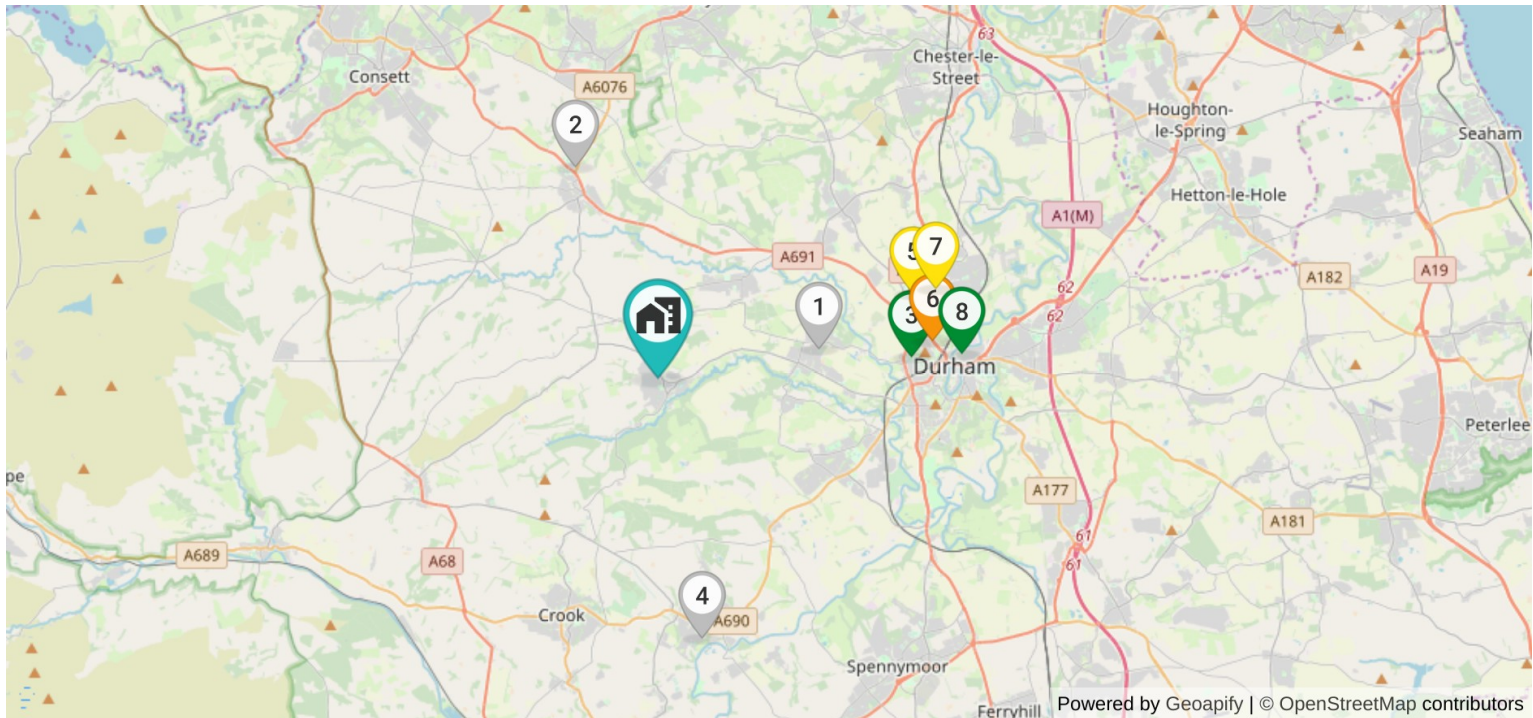 63
Chester-le-
Street
Consett
A6076
2
Houghton-
le-Spring
Seaham
Hetton-le-Hole
A1(M)
A691
5
7
A182
A19
62
62
1
3
6
8
Durham
Peterlee
pe
A177
A181
61
61
A689
A68
4
A690
Crook
Spennymoor
Ferryhill
Powered by Geoapify | © OpenStreetMap contributors